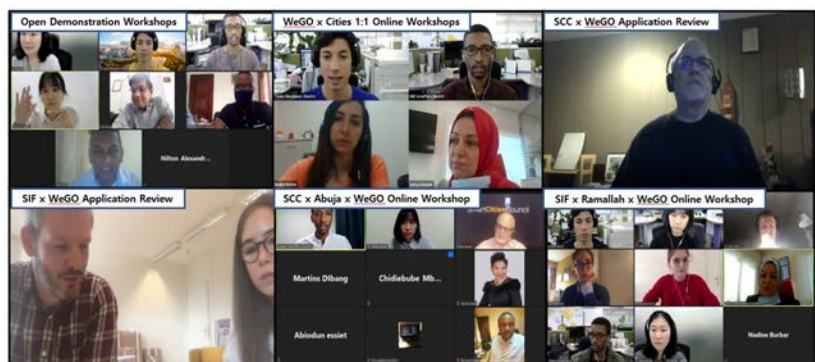 Open Demonstration Workshops
WeGO x Cities 1:1 Online Workshops
SCC x WeGO Application Review
Nilton Alexandr...
SIF x WeGO Application Review
SCC x Abuja x WeGO Online Workshop
SIF x Ramallah x WeGO Online Workshop
SmartCitiesCouncil
Martins Dibang
Chidiebube Mb...
Abiodun essiet
Nadine Burbar